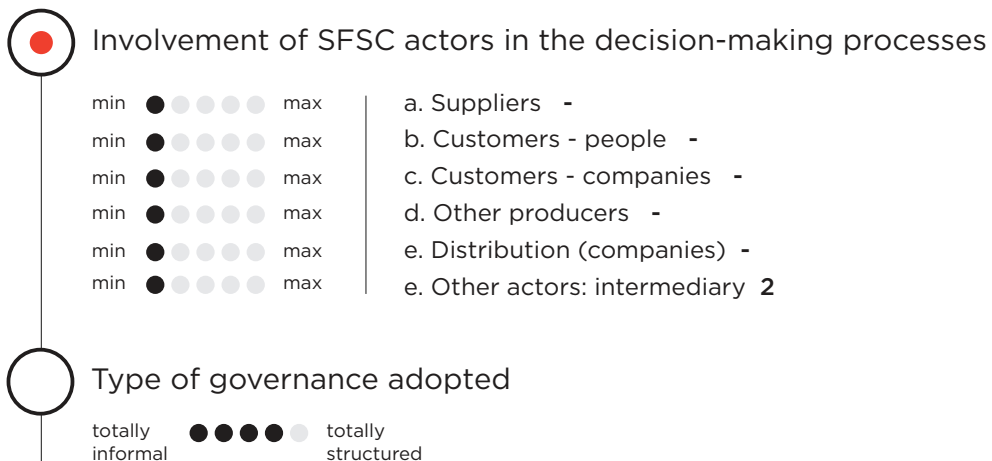 Involvement of SFSC actors in the decision-making processes
min max a. Suppliers -
min max b. Customers - people -
min max c. Customers - companies -
min max d. Other producers -
min max e. Distribution (companies) -
min max e. Other actors: intermediary 2
Type of governance adopted
totally totally
informal structured